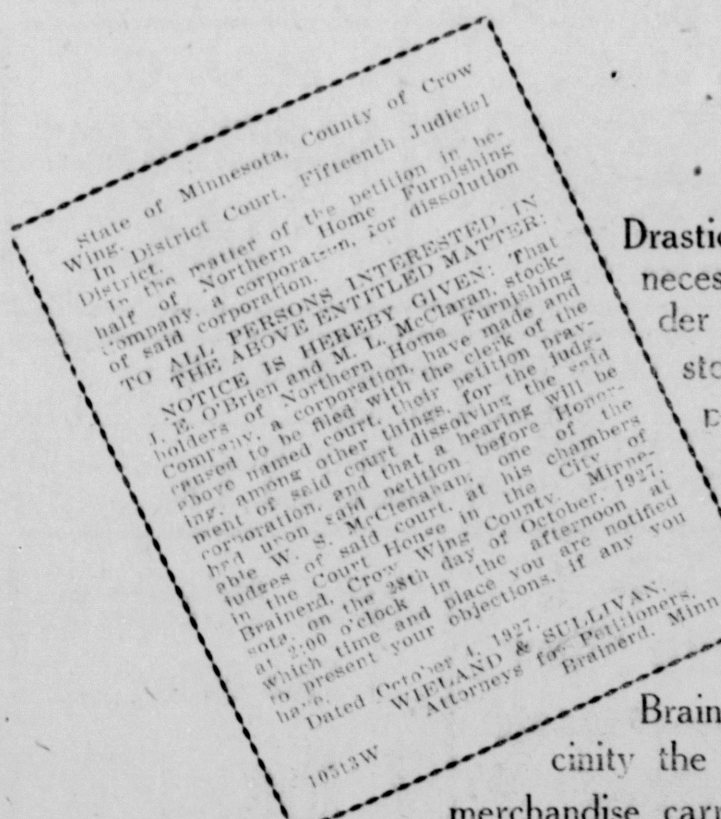 State of Minnesota, County of Crow
Wing.
In District Court, Fifteenth Judicial
District.
In the matter of the petition in be-
half of Northern Home Furnishing
Company, a corporation, for dissolution
of said corporation.
TO ALL PERSONS INTERESTED IN
THE ABOVE ENTITLED MATTER:
NOTICE IS HEREBY GIVEN: That
J. E. O'Brien and M. L. McClaran, stock-
holders of Northern Home Furnishing
Company, a corporation, have made and
caused to be filed with the clerk of the
above named court, their petition pray-
ing, among other things, for the judg-
ment of said court dissolving the said
corporation, and that a hearing will be
had upon said petition before Honor-
able W. S. McClenahan, one of the
judges of said court, at his chambers
in the Court House in the City of
Brainerd, Crow Wing County, Minne-
sota, on the 28th day of October, 1927,
at 2:00 o'clock in the afternoon at
which time and place you are notified
to present your objections, if any you
have.
Dated October 4, 1927.
WIELAND & SULLIVAN,
Attorneys for Petitioners,
Brainerd, Minn
105t3W
Drastic
neces
der
sto
p
Brain
cinity the
merchandise carr